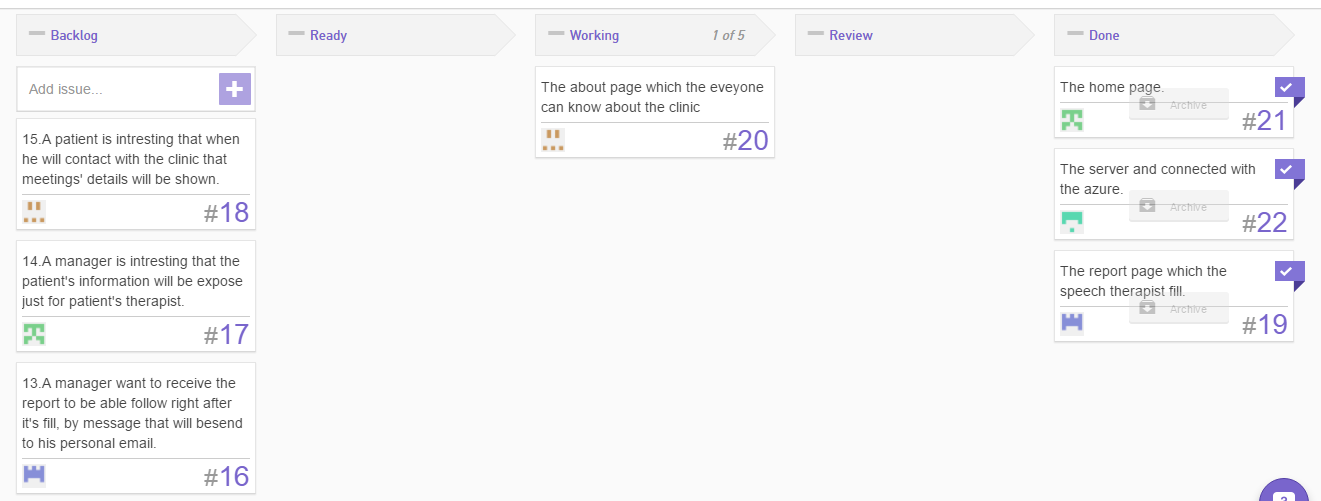 Backlog
Ready
Working
1 of 5
Review
Done
Add issue...
15.A patient is intresting that when
he will contact with the clinic that
meetings' details will be shown.
#18
14.A manager is intresting that the
patient's information will be expose
just for patient's therapist.
#17
13.A manager want to receive the
report to be able follow right after
it's fill, by message that will besend
to his personal email.
#16
The about page which the eveyone
can know about the clinic
#20
The home page.
Archive
#21
The server and connected with
the azure.
Archive
#22
The report page which the
speech therapist fill.
Archive
#19